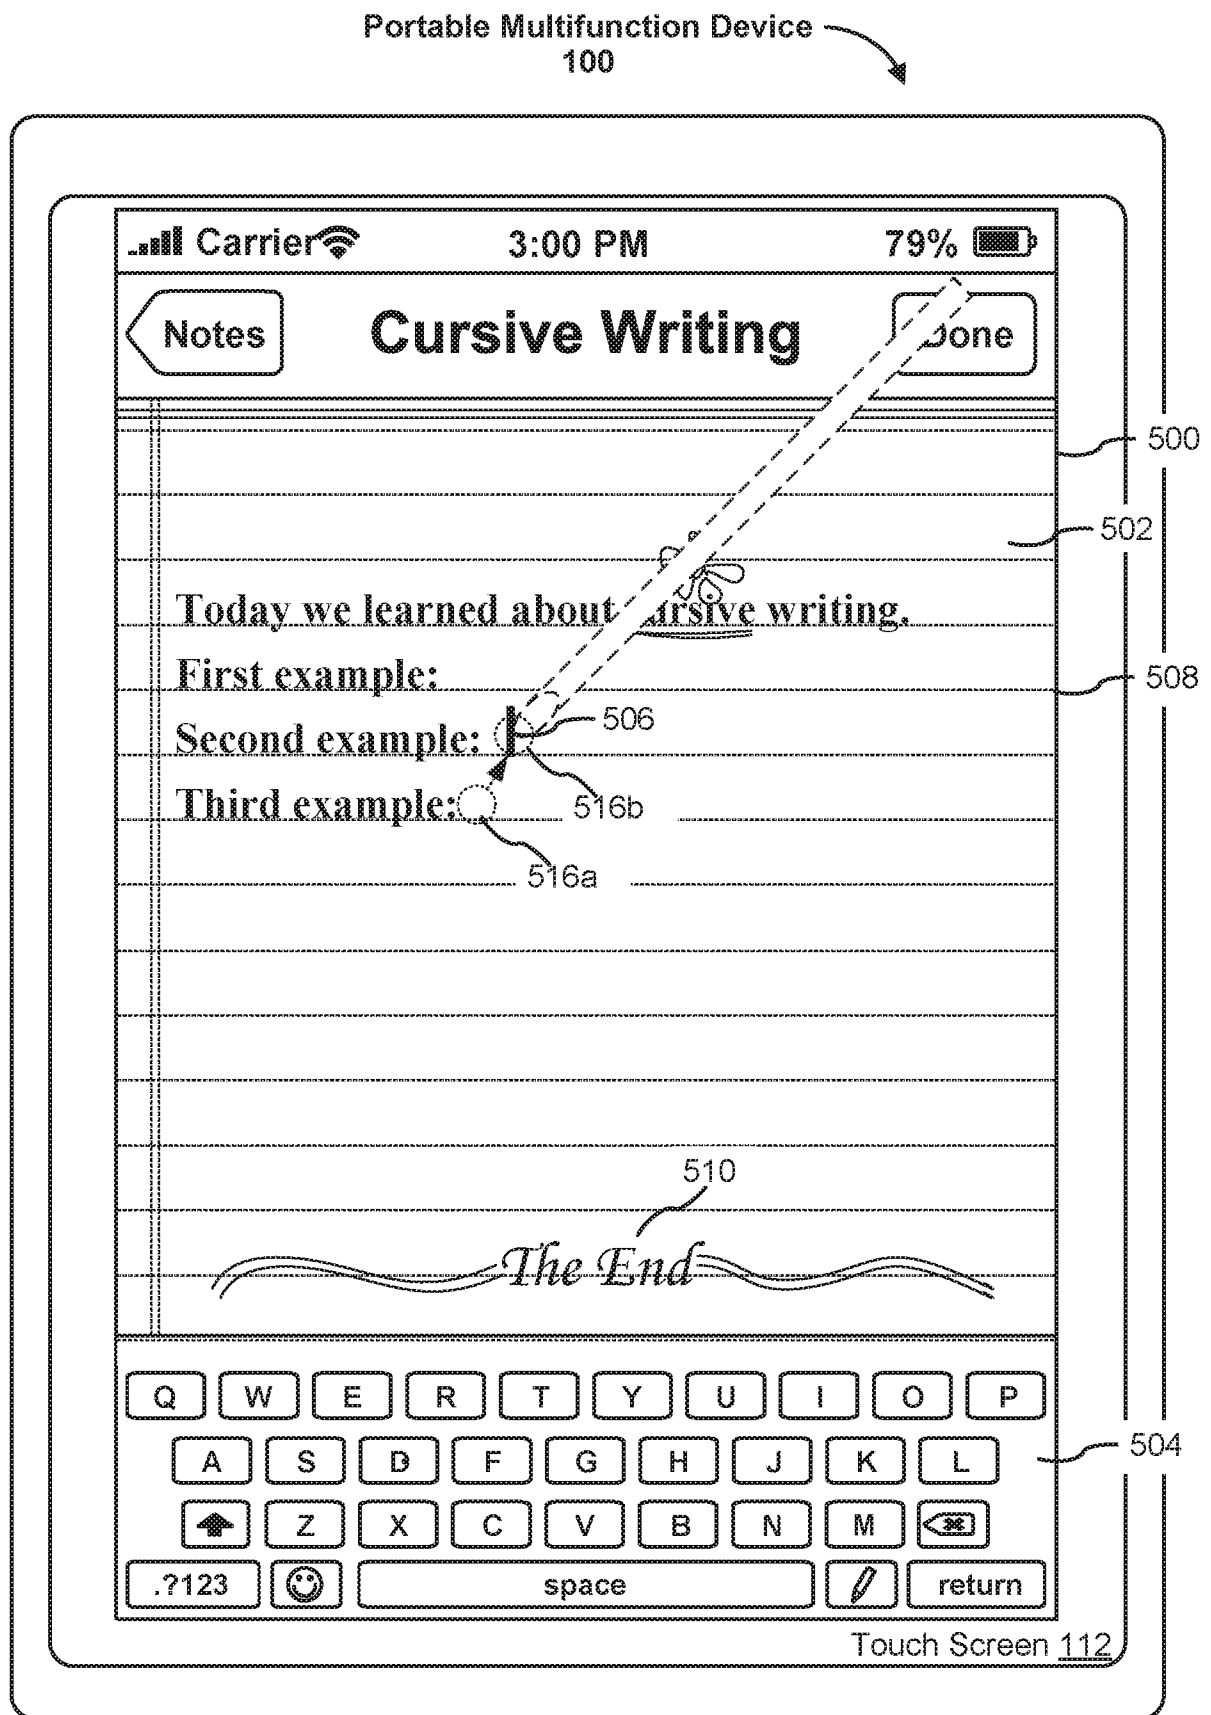 Portable Multifunction Device
100
Carrier 3:00 PM 79%
Notes Cursive Writing Done
500
502
Today we learned about cursive writing.
First example:
508
Second example: 506
Third example: 516b
516a
510
The End
Q W E R T Y U I O P
A S D F G H J K L
504
Z X C V B N M
.?123 space return
Touch Screen 112